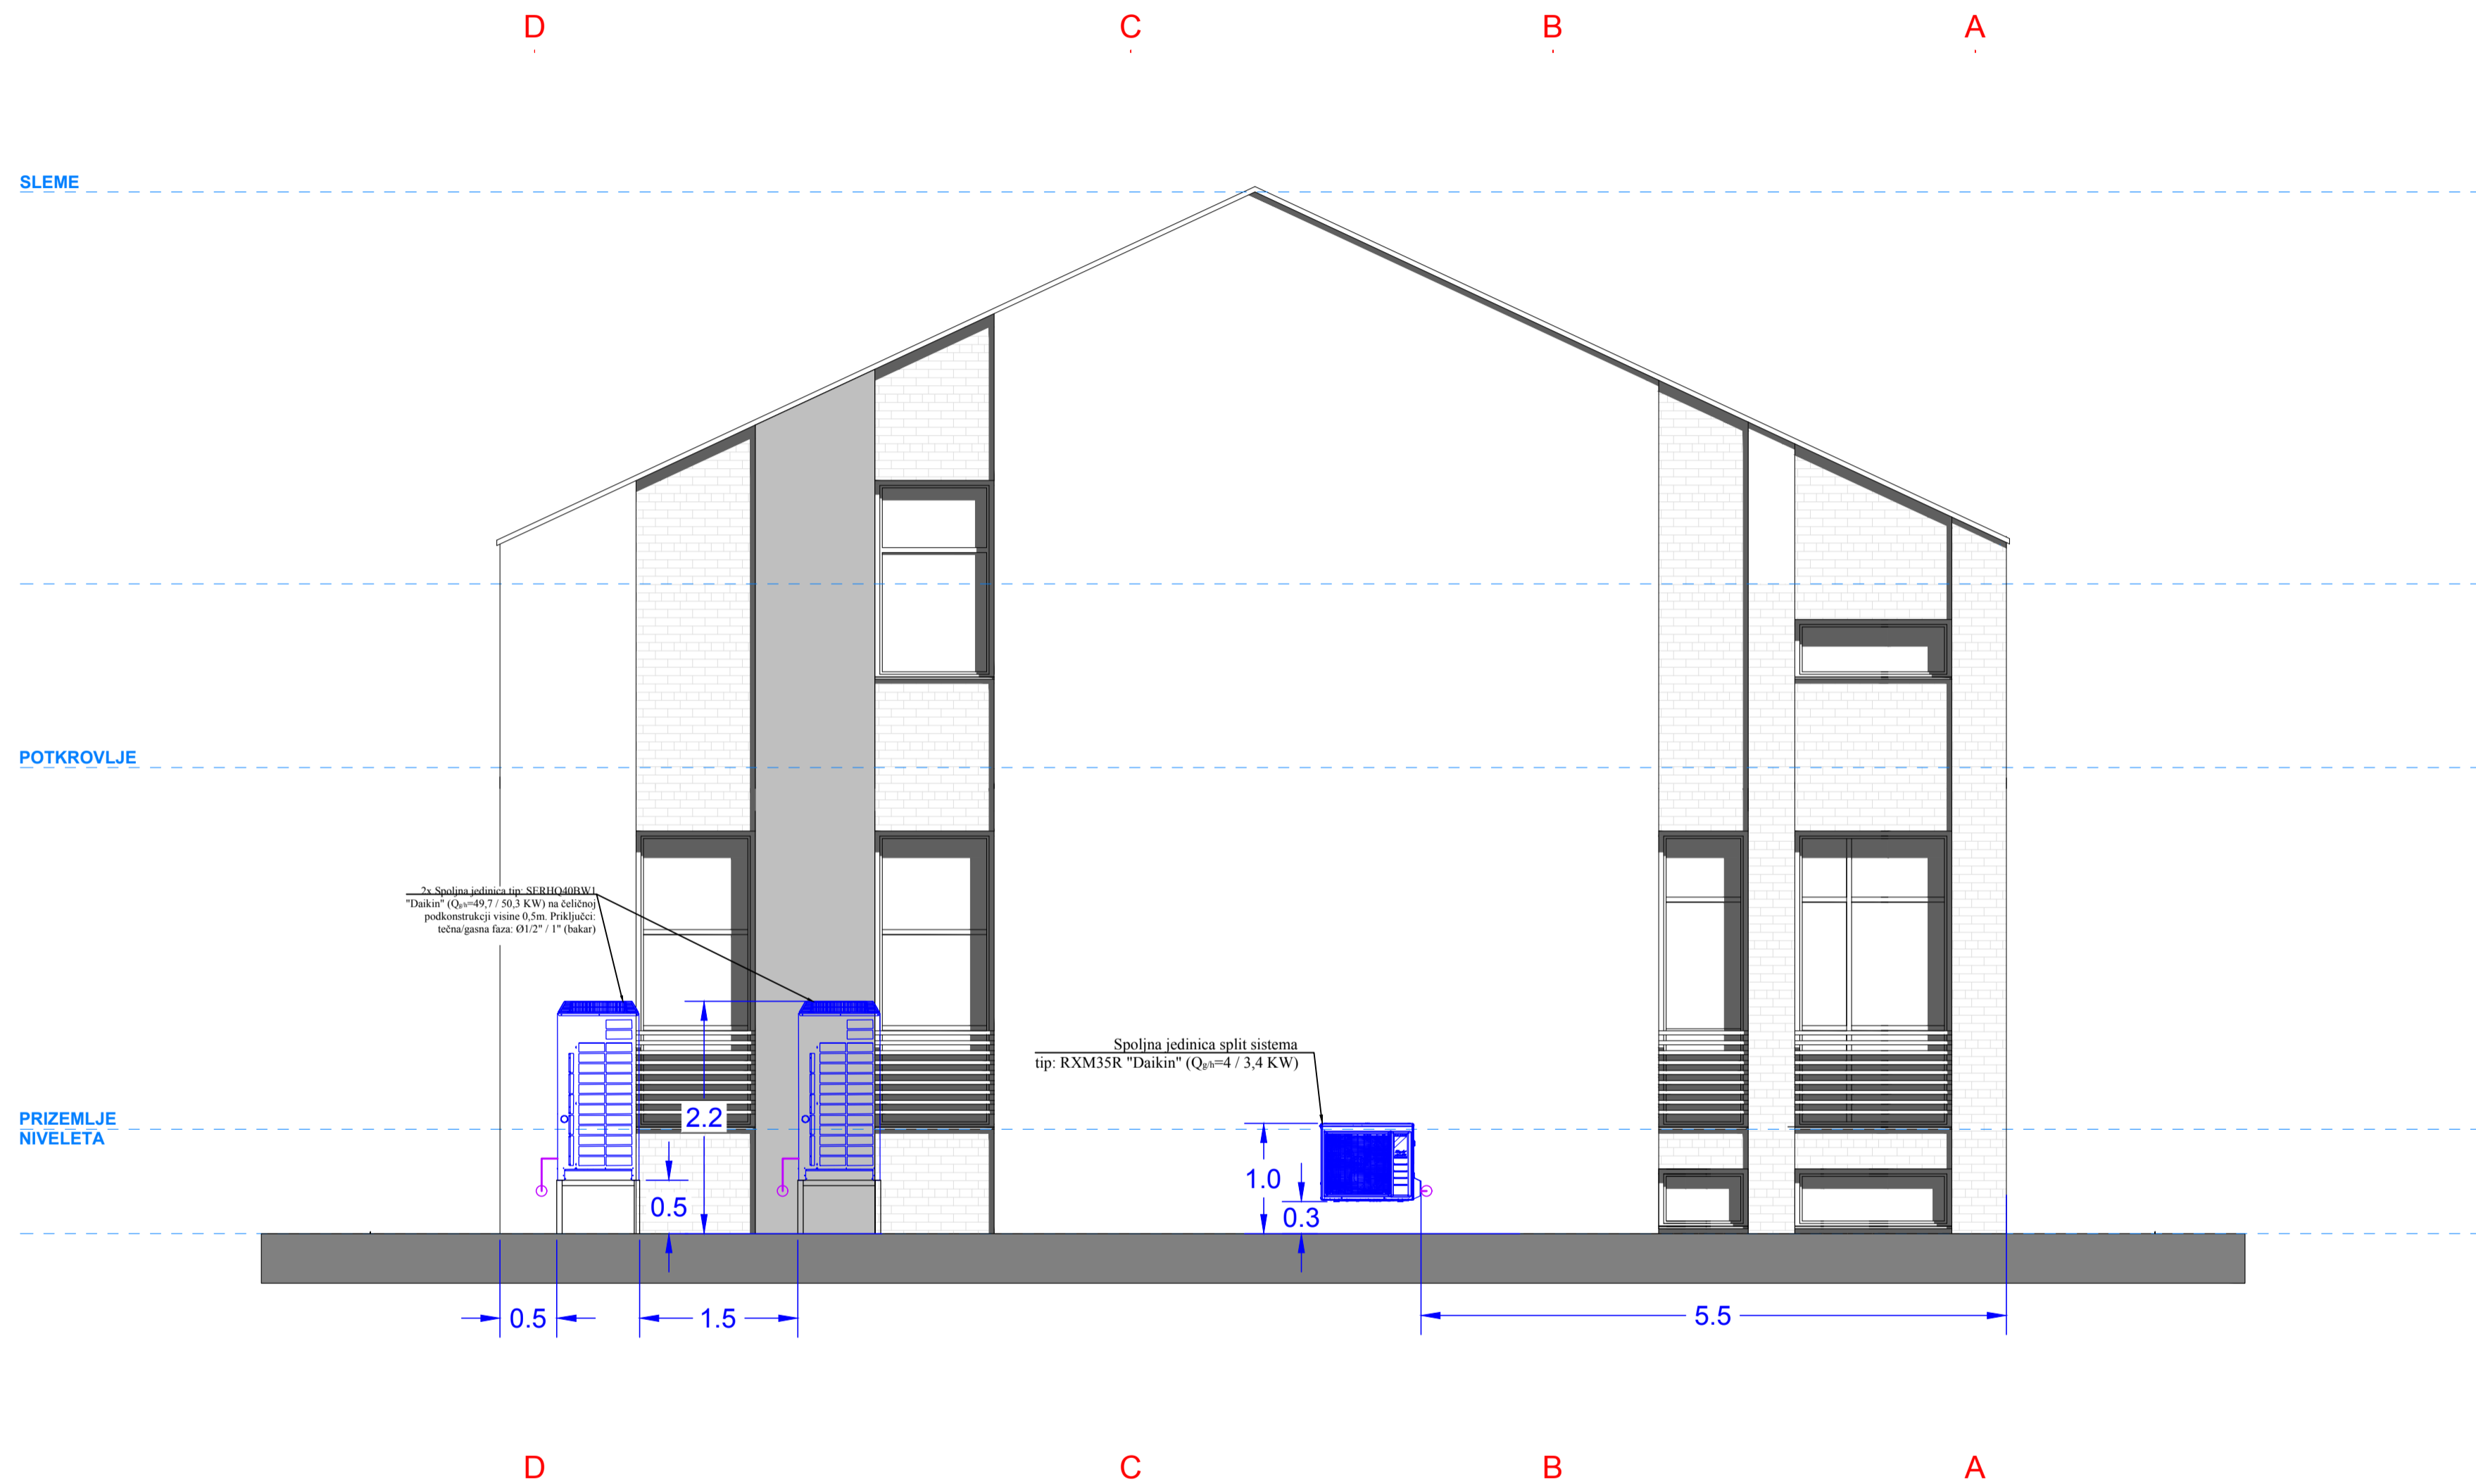 D
C
B
A
SLEME
POTKROVLJE
2x Spoljna jedinica tip: SERHQ40BW1
"Daikin" (Qg/h=49,7 / 50,3 KW) na čeličnoj
podkonstrukcji visine 0,5m. Priključci:
tečna/gasna faza: Ø1/2" / 1" (bakar)
Spoljna jedinica split sistema
tip: RXM35R "Daikin" (Qg/h=4 / 3,4 KW)
PRIZEMLJE
NIVELETA
2.2
0.5
1.0
0.3
0.5
1.5
5.5
D
C
B
A